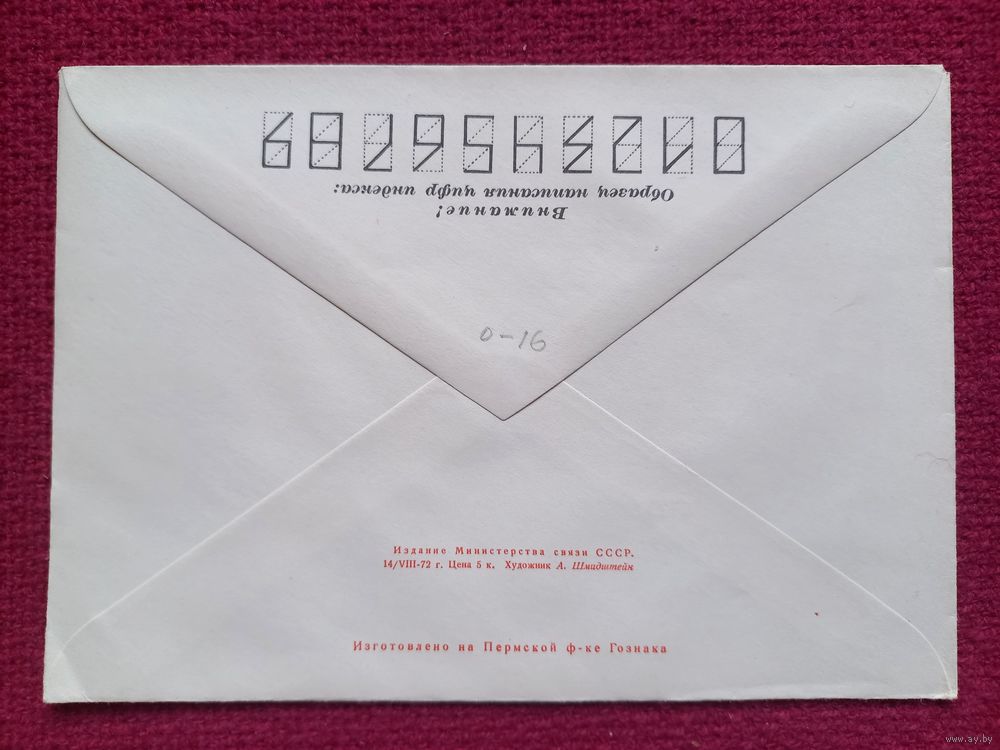 Внимание!
Образец написания цифр индекса:
0123456789
0-16
Издание Министерства связи СССР.
14/VIII-72 г. Цена 5 к. Художник А. Шмидштейн
Изготовлено на Пермской ф-ке Гознака
www.ay.by